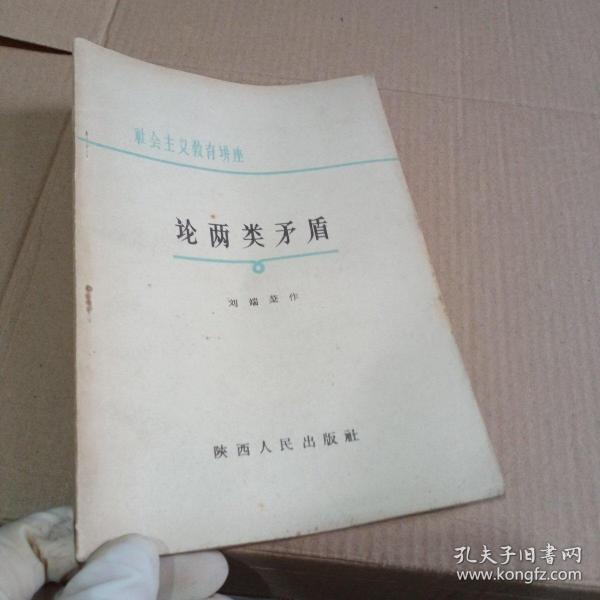 社会主义教育讲座
论两类矛盾
刘端棻作
陕西人民出版社
孔夫子旧书网
www.kongfz.com